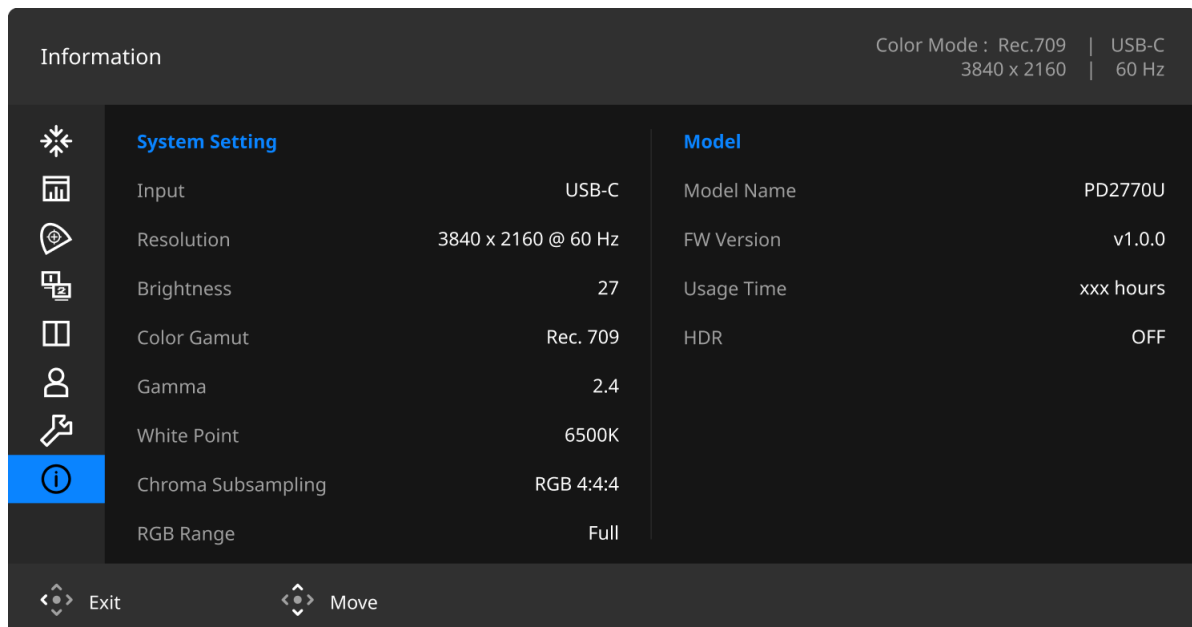 Information
Color Mode : Rec.709 | USB-C
3840 x 2160 | 60 Hz
System Setting
Input USB-C
Resolution 3840 x 2160 @ 60 Hz
Brightness 27
Color Gamut Rec. 709
Gamma 2.4
White Point 6500K
Chroma Subsampling RGB 4:4:4
RGB Range Full
Model
Model Name PD2770U
FW Version v1.0.0
Usage Time xxx hours
HDR OFF
Exit Move